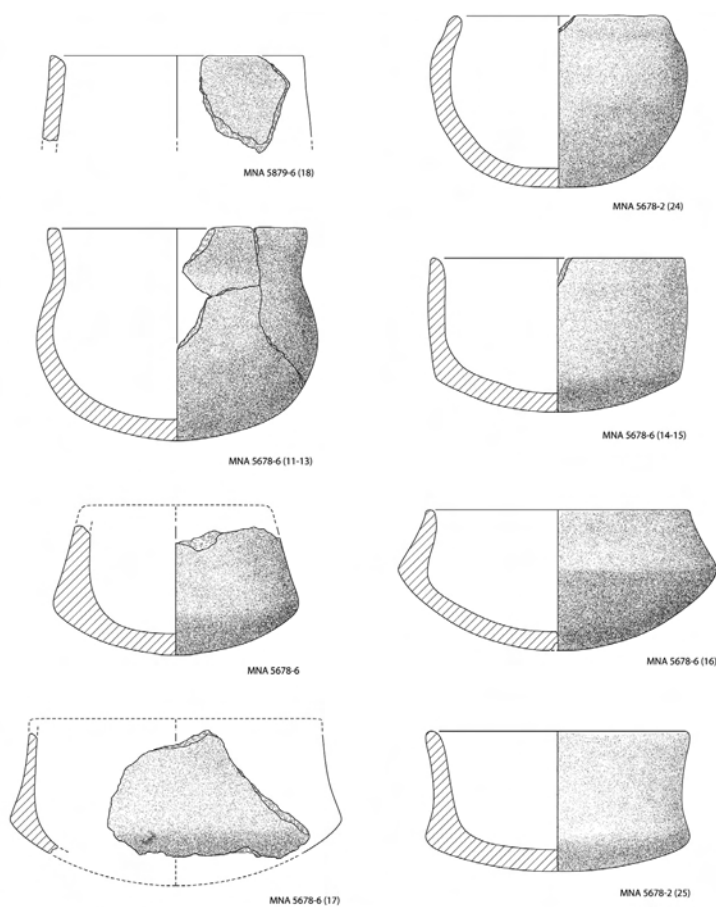 MNA 5879-6 (18)
MNA 5678-2 (24)
MNA 5678-6 (11-13)
MNA 5678-6 (14-15)
MNA 5678-6
MNA 5678-6 (16)
MNA 5678-6 (17)
MNA 5678-2 (25)